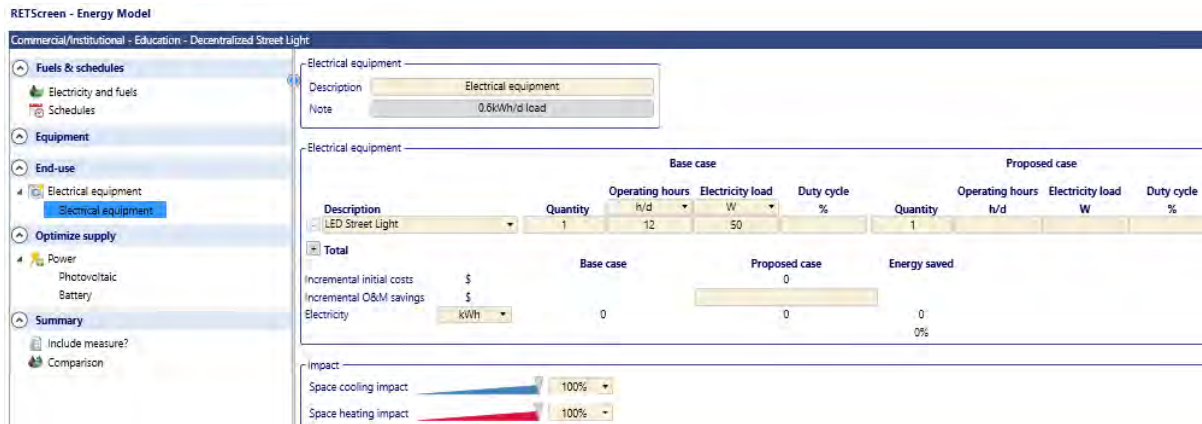 RETScreen - Energy Model
Commercial/Institutional - Education - Decentralized Street Light
Fuels & schedules
Electricity and fuels
Schedules
Equipment
End-use
Electrical equipment
Electrical equipment
Optimize supply
Power
Photovoltaic
Battery
Summary
Include measure?
Comparison
Electrical equipment
Description Electrical equipment
Note 0.6kWh/d load
Electrical equipment
Base case Proposed case
Operating hours Electricity load Duty cycle Operating hours Electricity load Duty cycle
Description Quantity h/d W % Quantity h/d W %
LED Street Light 1 12 50 1
+ Total
Base case Proposed case Energy saved
Incremental initial costs $ 0
Incremental O&M savings $
Electricity kWh 0 0 0
0%
Impact
Space cooling impact 100%
Space heating impact 100%